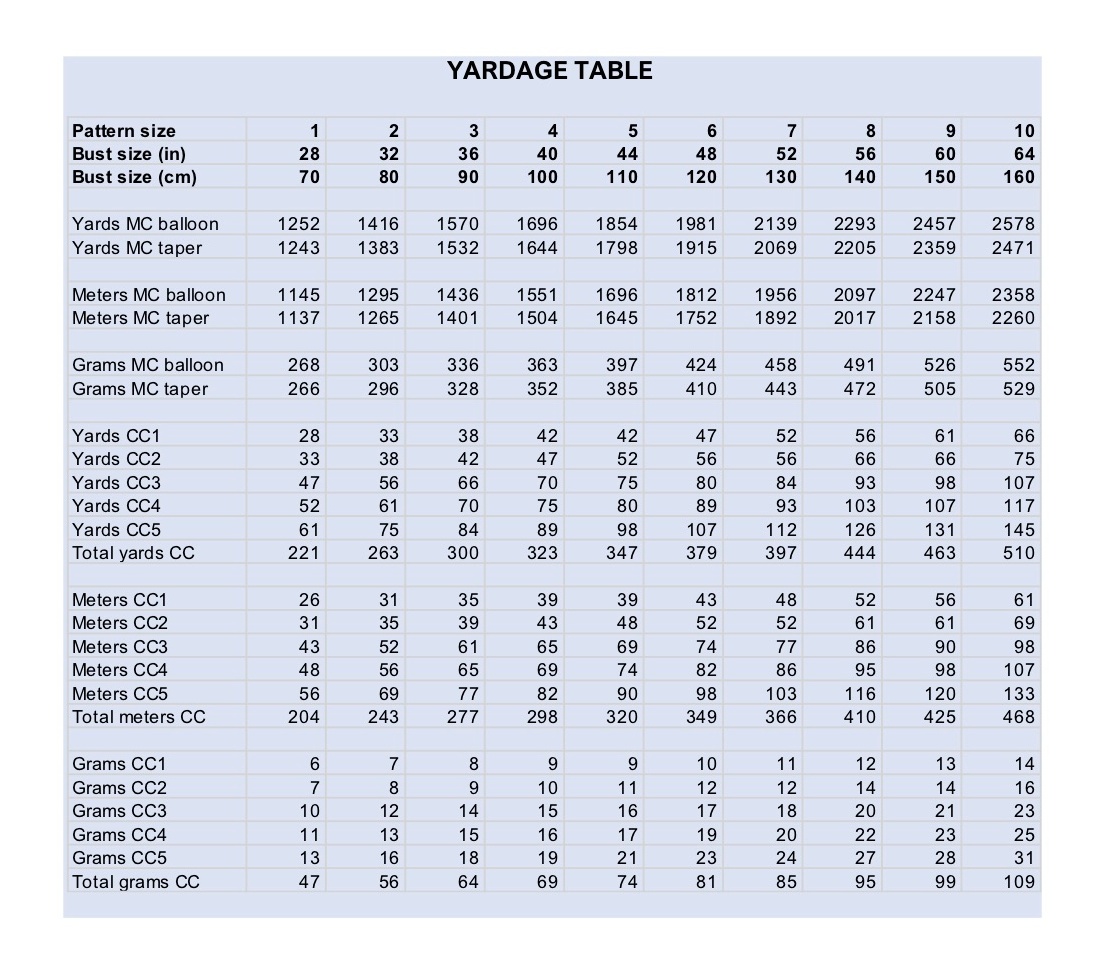 YARDAGE TABLE
Pattern size 1 2 3 4 5 6 7 8 9 10
Bust size (in) 28 32 36 40 44 48 52 56 60 64
Bust size (cm) 70 80 90 100 110 120 130 140 150 160
Yards MC balloon 1252 1416 1570 1696 1854 1981 2139 2293 2457 2578
Yards MC taper 1243 1383 1532 1644 1798 1915 2069 2205 2359 2471
Meters MC balloon 1145 1295 1436 1551 1696 1812 1956 2097 2247 2358
Meters MC taper 1137 1265 1401 1504 1645 1752 1892 2017 2158 2260
Grams MC balloon 268 303 336 363 397 424 458 491 526 552
Grams MC taper 266 296 328 352 385 410 443 472 505 529
Yards CC1 28 33 38 42 42 47 52 56 61 66
Yards CC2 33 38 42 47 52 56 56 66 66 75
Yards CC3 47 56 66 70 75 80 84 93 98 107
Yards CC4 52 61 70 75 80 89 93 103 107 117
Yards CC5 61 75 84 89 98 107 112 126 131 145
Total yards CC 221 263 300 323 347 379 397 444 463 510
Meters CC1 26 31 35 39 39 43 48 52 56 61
Meters CC2 31 35 39 43 48 52 52 61 61 69
Meters CC3 43 52 61 65 69 74 77 86 90 98
Meters CC4 48 56 65 69 74 82 86 95 98 107
Meters CC5 56 69 77 82 90 98 103 116 120 133
Total meters CC 204 243 277 298 320 349 366 410 425 468
Grams CC1 6 7 8 9 9 10 11 12 13 14
Grams CC2 7 8 9 10 11 12 12 14 14 16
Grams CC3 10 12 14 15 16 17 18 20 21 23
Grams CC4 11 13 15 16 17 19 20 22 23 25
Grams CC5 13 16 18 19 21 23 24 27 28 31
Total grams CC 47 56 64 69 74 81 85 95 99 109